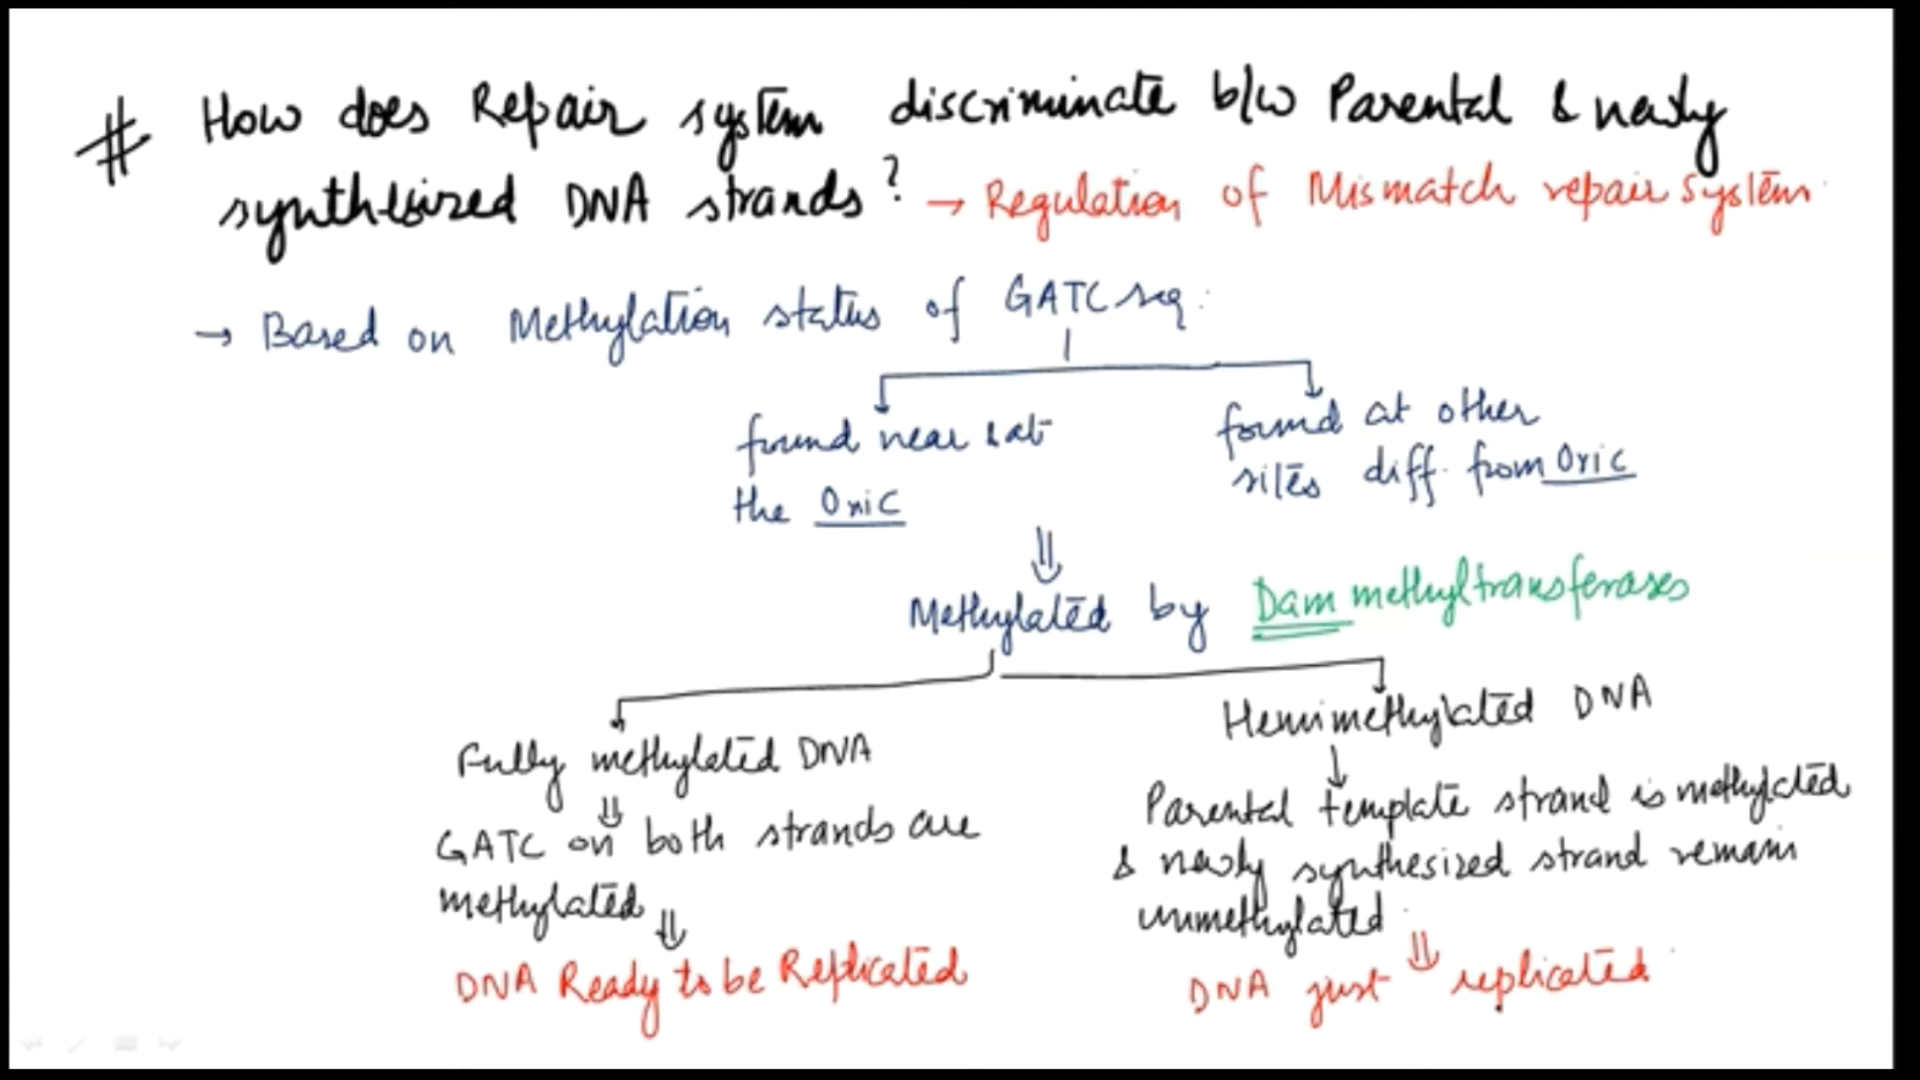 # How does Repair system discriminate b/w Parental & newly
synthesized DNA strands? → Regulation of Mismatch repair system
→ Based on Methylation status of GATC seq.
found near & at
the OriC
found at other
sites diff. from OriC
⇓
Methylated by Dam methyltransferases
Fully methylated DNA
⇓
GATC on both strands are
methylated
⇓
DNA Ready to be Replicated
Hemimethylated DNA
↓
Parental template strand is methylated
& newly synthesized strand remain
unmethylated.
⇓
DNA just replicated